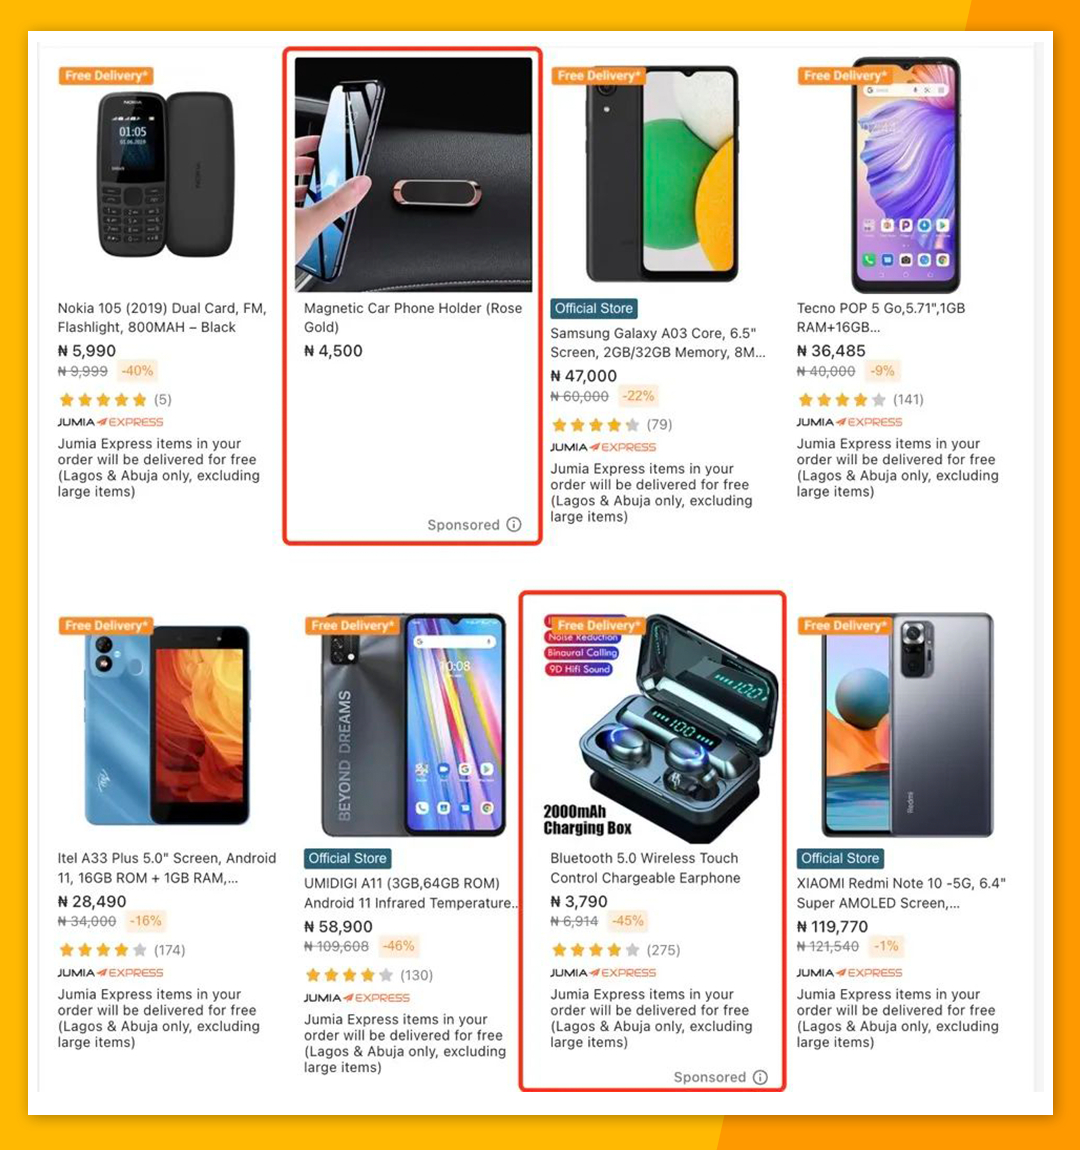 Free Delivery*
NOKIA
01:05
Nokia 105 (2019) Dual Card, FM,
Flashlight, 800MAH – Black
₦ 5,990
₦ 9,999 -40%
(5)
JUMIA EXPRESS
Jumia Express items in your
order will be delivered for free
(Lagos & Abuja only, excluding
large items)
Magnetic Car Phone Holder (Rose
Gold)
₦ 4,500
Sponsored
Free Delivery*
Official Store
Samsung Galaxy A03 Core, 6.5"
Screen, 2GB/32GB Memory, 8M...
₦ 47,000
₦ 60,000 -22%
(79)
JUMIA EXPRESS
Jumia Express items in your
order will be delivered for free
(Lagos & Abuja only, excluding
large items)
Free Delivery*
Tecno POP 5 Go,5.71",1GB
RAM+16GB...
₦ 36,485
₦ 40,000 -9%
(141)
JUMIA EXPRESS
Jumia Express items in your
order will be delivered for free
(Lagos & Abuja only, excluding
large items)
Free Delivery*
itel
Itel A33 Plus 5.0" Screen, Android
11, 16GB ROM + 1GB RAM,...
₦ 28,490
₦ 34,000 -16%
(174)
JUMIA EXPRESS
Jumia Express items in your
order will be delivered for free
(Lagos & Abuja only, excluding
large items)
Free Delivery*
BEYOND DREAMS
10:08
Official Store
UMIDIGI A11 (3GB,64GB ROM)
Android 11 Infrared Temperature...
₦ 58,900
₦ 109,608 -46%
(130)
JUMIA EXPRESS
Jumia Express items in your
order will be delivered for free
(Lagos & Abuja only, excluding
large items)
Free Delivery*
Noise Reduction
Binaural Calling
9D Hifi Sound
100
100
2000mAh
Charging Box
Bluetooth 5.0 Wireless Touch
Control Chargeable Earphone
₦ 3,790
₦ 6,914 -45%
(275)
JUMIA EXPRESS
Jumia Express items in your
order will be delivered for free
(Lagos & Abuja only, excluding
large items)
Sponsored
Free Delivery*
Redmi
Official Store
XIAOMI Redmi Note 10 -5G, 6.4"
Super AMOLED Screen,...
₦ 119,770
₦ 121,540 -1%
JUMIA EXPRESS
Jumia Express items in your
order will be delivered for free
(Lagos & Abuja only, excluding
large items)